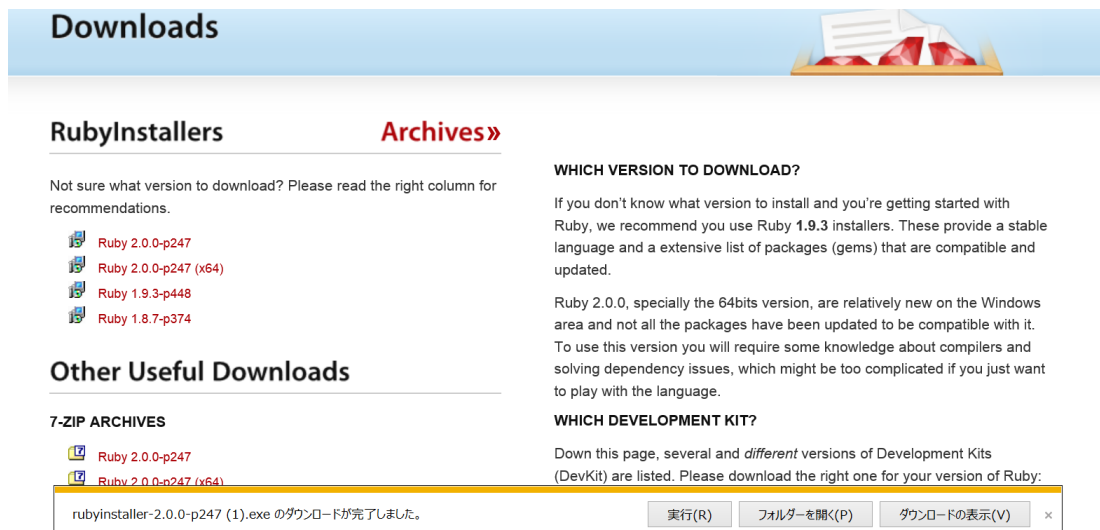 Downloads
RubyInstallers
Archives»
Not sure what version to download? Please read the right column for
recommendations.
Ruby 2.0.0-p247
Ruby 2.0.0-p247 (x64)
Ruby 1.9.3-p448
Ruby 1.8.7-p374
Other Useful Downloads
7-ZIP ARCHIVES
Ruby 2.0.0-p247
Ruby 2.0.0-p247 (x64)
WHICH VERSION TO DOWNLOAD?
If you don't know what version to install and you're getting started with
Ruby, we recommend you use Ruby 1.9.3 installers. These provide a stable
language and a extensive list of packages (gems) that are compatible and
updated.
Ruby 2.0.0, specially the 64bits version, are relatively new on the Windows
area and not all the packages have been updated to be compatible with it.
To use this version you will require some knowledge about compilers and
solving dependency issues, which might be too complicated if you just want
to play with the language.
WHICH DEVELOPMENT KIT?
Down this page, several and different versions of Development Kits
(DevKit) are listed. Please download the right one for your version of Ruby:
rubyinstaller-2.0.0-p247 (1).exe のダウンロードが完了しました。
実行(R)
フォルダーを開く(P)
ダウンロードの表示(V)
×